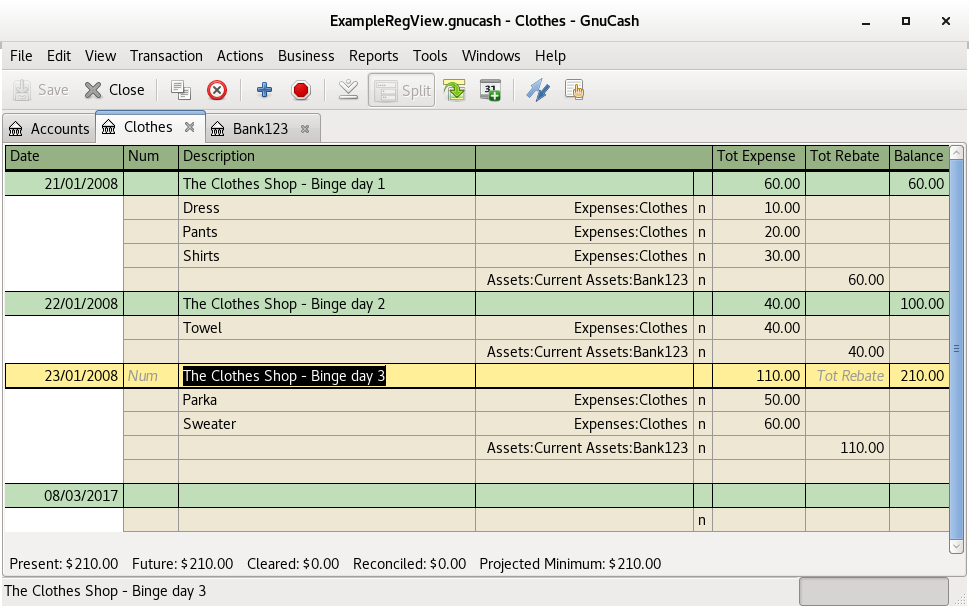 ExampleRegView.gnucash - Clothes - GnuCash
File Edit View Transaction Actions Business Reports Tools Windows Help
Save Close Split 31
Accounts Clothes Bank123
Date Num Description Tot Expense Tot Rebate Balance
21/01/2008 The Clothes Shop - Binge day 1 60.00 60.00
Dress Expenses:Clothes n 10.00
Pants Expenses:Clothes n 20.00
Shirts Expenses:Clothes n 30.00
Assets:Current Assets:Bank123 n 60.00
22/01/2008 The Clothes Shop - Binge day 2 40.00 100.00
Towel Expenses:Clothes n 40.00
Assets:Current Assets:Bank123 n 40.00
23/01/2008 Num The Clothes Shop - Binge day 3 110.00 Tot Rebate 210.00
Parka Expenses:Clothes n 50.00
Sweater Expenses:Clothes n 60.00
Assets:Current Assets:Bank123 n 110.00
08/03/2017
n
Present: $210.00 Future: $210.00 Cleared: $0.00 Reconciled: $0.00 Projected Minimum: $210.00
The Clothes Shop - Binge day 3